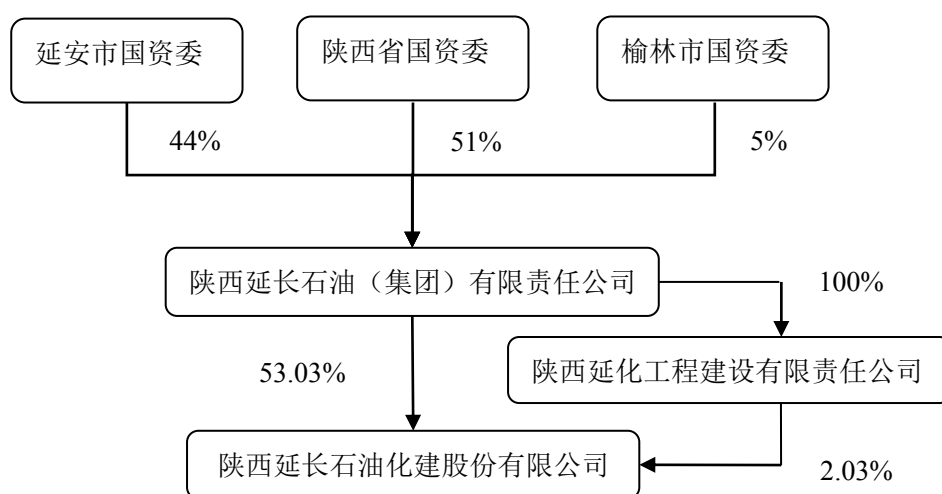 延安市国资委
陕西省国资委
榆林市国资委
44%
51%
5%
陕西延长石油（集团）有限责任公司
100%
53.03%
陕西延化工程建设有限责任公司
陕西延长石油化建股份有限公司
2.03%